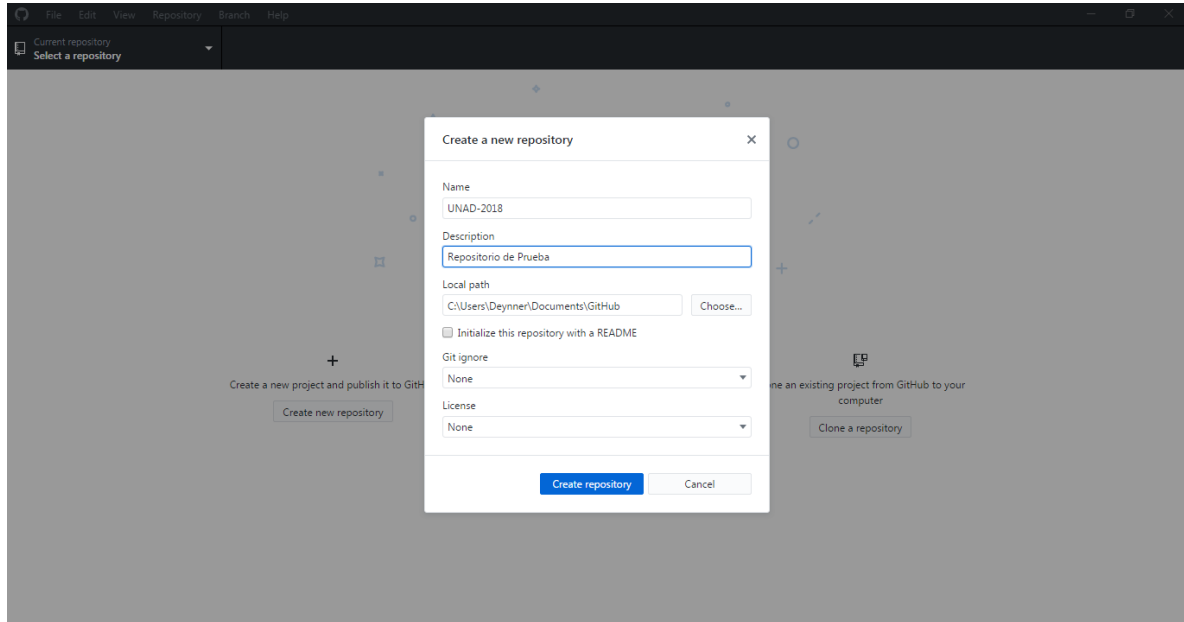 File Edit View Repository Branch Help
Current repository
Select a repository
Create a new repository
Name
UNAD-2018
Description
Repositorio de Prueba
Local path
C:\Users\Deynner\Documents\GitHub Choose...
Initialize this repository with a README
Git ignore
None
License
None
Create repository Cancel
Create a new project and publish it to GitH
Create new repository
ne an existing project from GitHub to your
computer
Clone a repository